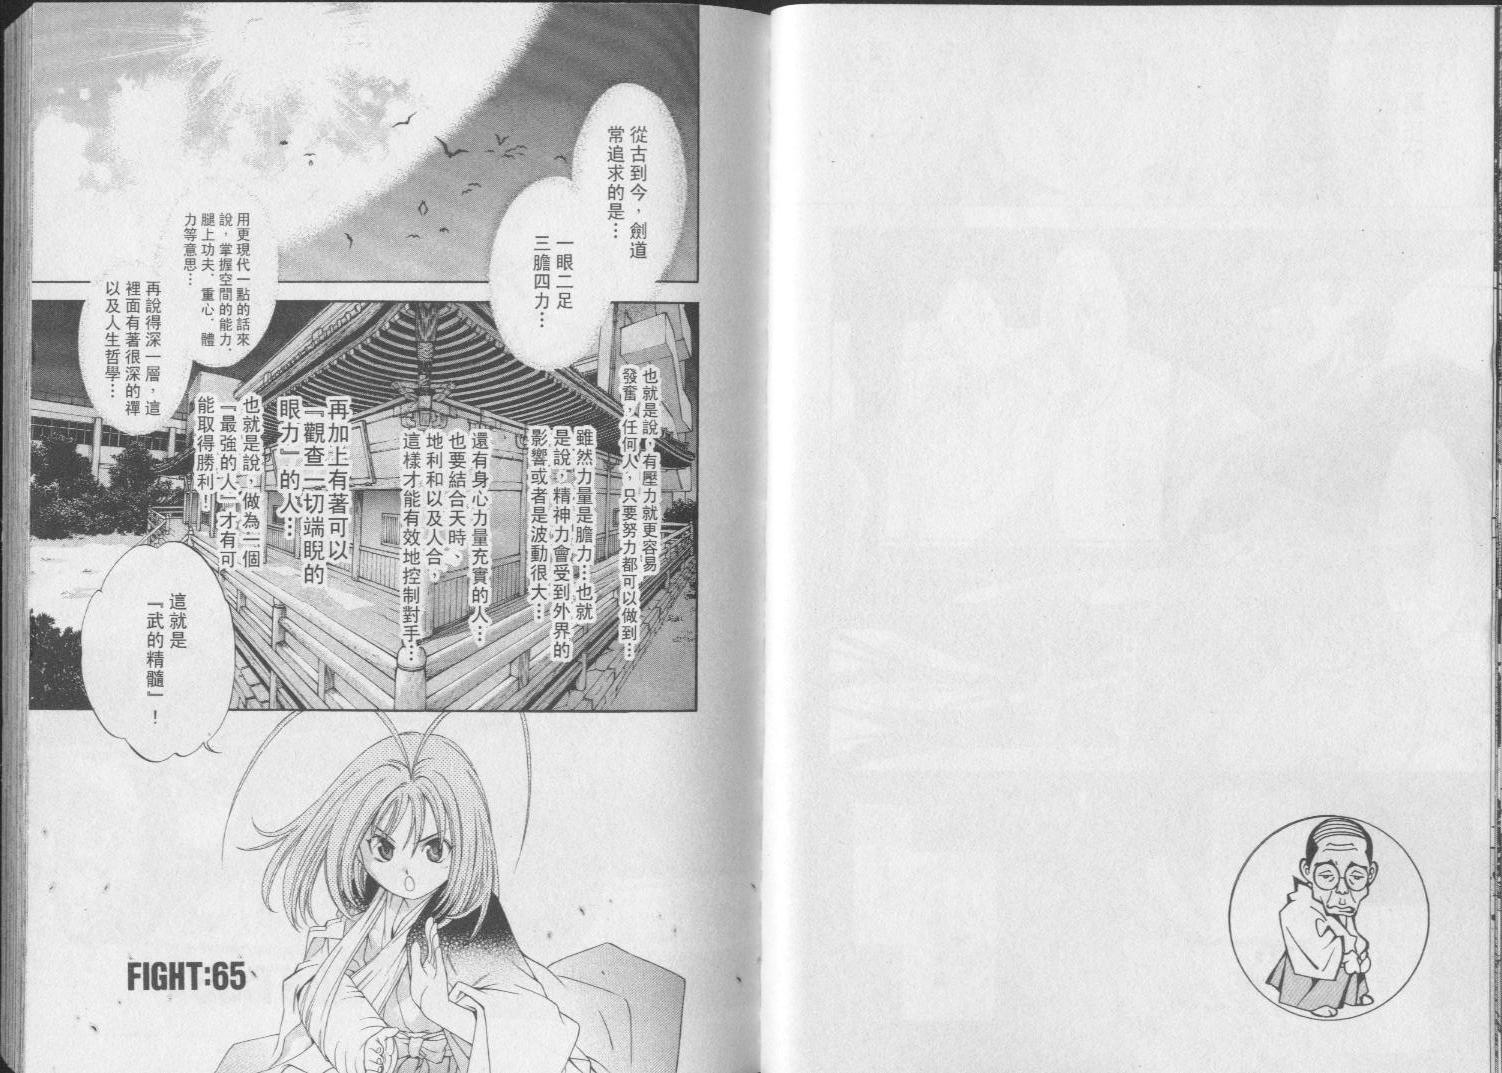 從古到今，劍道
常追求的是…
一眼二足
三膽四力…
用更現代一點的話來
說，掌握空間的能力、
腿上功夫、重心、體
力等意思…
再說得深一層，這
裡面有著很深的禪
以及人生哲學…
也就是說，有壓力就更容易
發奮，任何人，只要努力都可以做到…
雖然力量是膽力…也就
是說，精神力會受到外界的
影響或者是波動很大…
還有身心力量充實的人…
也要結合天時、
地利和以及人合，
這樣才能有效地控制對手…
再加上有著可以
『觀查一切端睨的
眼力』的人…
也就是說，做為一個
『最強的人』才有可
能取得勝利！
這就是
『武的精髓』！
FIGHT:65